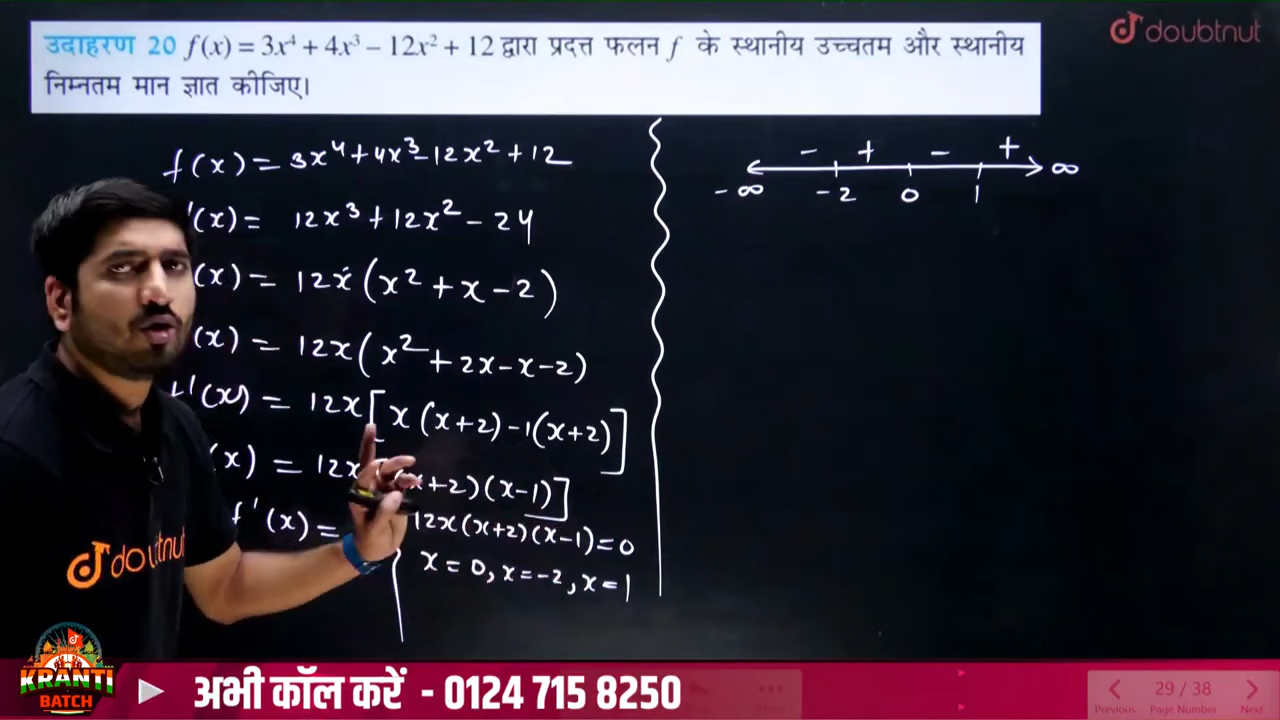 उदाहरण 20 f(x) = 3x⁴ + 4x³ – 12x² + 12 द्वारा प्रदत्त फलन f के स्थानीय उच्चतम और स्थानीय
निम्नतम मान ज्ञात कीजिए।
doubtnut
f(x) = 3x⁴+4x³-12x²+12
'(x) = 12x³+12x²-24
(x) = 12x(x²+x-2)
(x) = 12x(x²+2x-x-2)
f'(x) = 12x[x(x+2)-1(x+2)]
(x) = 12x[(x+2)(x-1)]
f'(x) =
12x(x+2)(x-1)=0
x = 0, x=-2, x=1
- + - +
-∞ -2 0 1 ∞
doubtnut
KRANTI
BATCH
अभी कॉल करें - 0124 715 8250
29 / 38
Previous Page Number Next